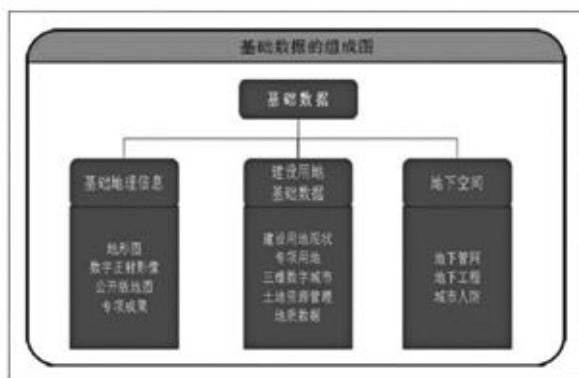 基础数据的组成图
基础数据
基础地理信息
地形图
数字正射影像
公开版地图
专项成果
建设用地
基础数据
建设用地现状
专项用地
三维数字城市
土地资源管理
地质数据
地下空间
地下管网
地下工程
城市人防